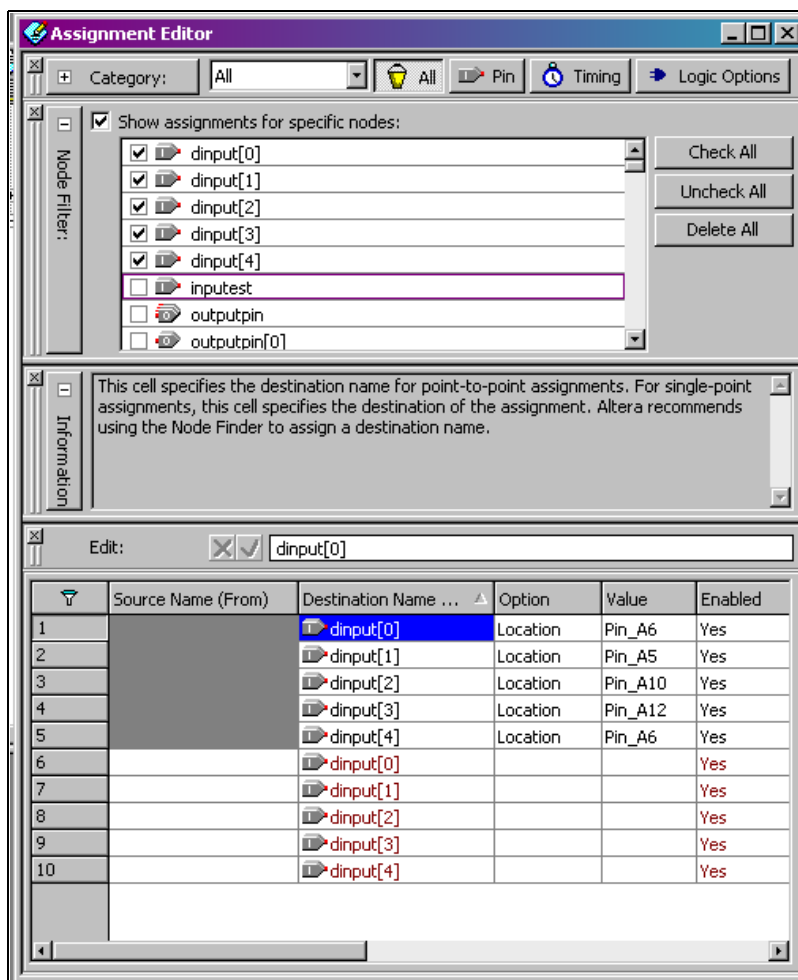 Assignment Editor
Category: All All Pin Timing Logic Options
Node Filter:
Show assignments for specific nodes:
dinput[0]
dinput[1]
dinput[2]
dinput[3]
dinput[4]
inputest
outputpin
outputpin[0]
Check All
Uncheck All
Delete All
Information
This cell specifies the destination name for point-to-point assignments. For single-point
assignments, this cell specifies the destination of the assignment. Altera recommends
using the Node Finder to assign a destination name.
Edit: dinput[0]
Source Name (From) Destination Name ... Option Value Enabled
1 dinput[0] Location Pin_A6 Yes
2 dinput[1] Location Pin_A5 Yes
3 dinput[2] Location Pin_A10 Yes
4 dinput[3] Location Pin_A12 Yes
5 dinput[4] Location Pin_A6 Yes
6 dinput[0] Yes
7 dinput[1] Yes
8 dinput[2] Yes
9 dinput[3] Yes
10 dinput[4] Yes